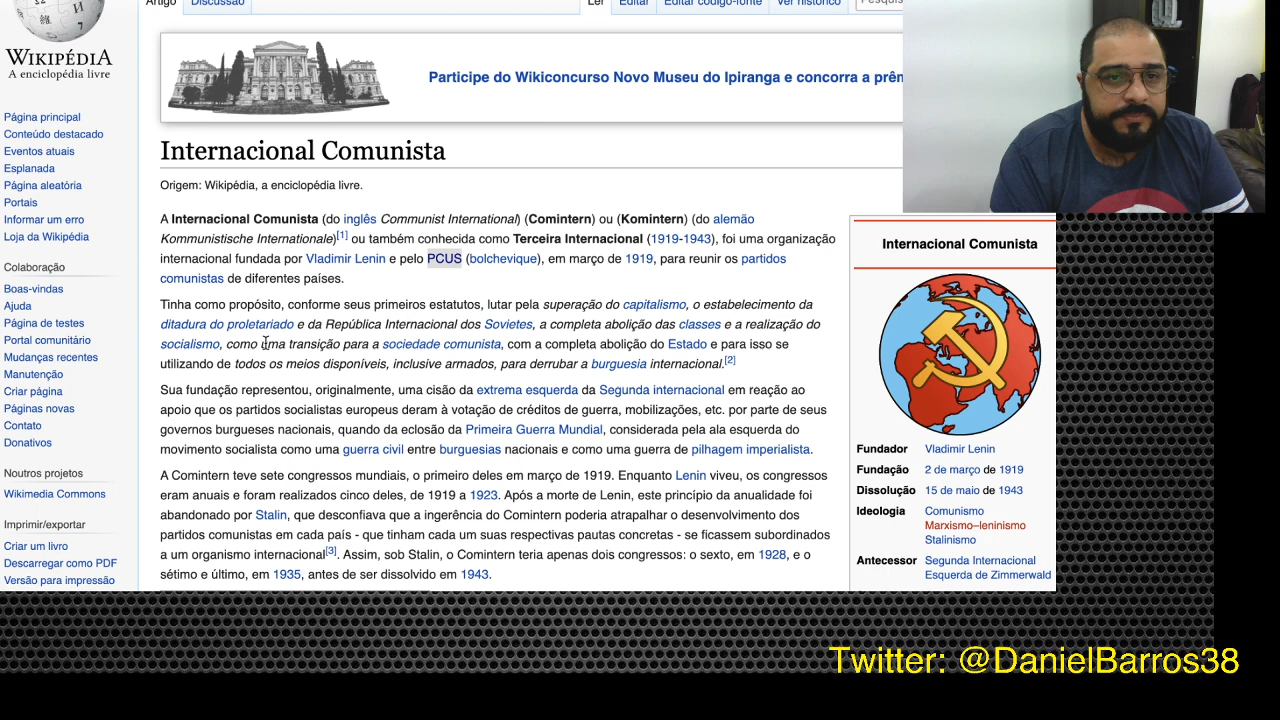 Artigo Discussão Ler Editar Editar código-fonte Ver histórico
WIKIPÉDIA
A enciclopédia livre
Participe do Wikiconcurso Novo Museu do Ipiranga e concorra a
Página principal
Conteúdo destacado
Eventos atuais
Esplanada
Página aleatória
Portais
Informar um erro
Loja da Wikipédia
Colaboração
Boas-vindas
Ajuda
Página de testes
Portal comunitário
Mudanças recentes
Manutenção
Criar página
Páginas novas
Contato
Donativos
Noutros projetos
Wikimedia Commons
Imprimir/exportar
Criar um livro
Descarregar como PDF
Versão para impressão
Internacional Comunista
Origem: Wikipédia, a enciclopédia livre.
A Internacional Comunista (do inglês Communist International) (Comintern) ou (Komintern) (do alemão
Kommunistische Internationale)[1] ou também conhecida como Terceira Internacional (1919-1943), foi uma organização
internacional fundada por Vladimir Lenin e pelo PCUS (bolchevique), em março de 1919, para reunir os partidos
comunistas de diferentes países.
Tinha como propósito, conforme seus primeiros estatutos, lutar pela superação do capitalismo, o estabelecimento da
ditadura do proletariado e da República Internacional dos Sovietes, a completa abolição das classes e a realização do
socialismo, como uma transição para a sociedade comunista, com a completa abolição do Estado e para isso se
utilizando de todos os meios disponíveis, inclusive armados, para derrubar a burguesia internacional.[2]
Sua fundação representou, originalmente, uma cisão da extrema esquerda da Segunda internacional em reação ao
apoio que os partidos socialistas europeus deram à votação de créditos de guerra, mobilizações, etc. por parte de seus
governos burgueses nacionais, quando da eclosão da Primeira Guerra Mundial, considerada pela ala esquerda do
movimento socialista como uma guerra civil entre burguesias nacionais e como uma guerra de pilhagem imperialista.
A Comintern teve sete congressos mundiais, o primeiro deles em março de 1919. Enquanto Lenin viveu, os congressos
eram anuais e foram realizados cinco deles, de 1919 a 1923. Após a morte de Lenin, este princípio da anualidade foi
abandonado por Stalin, que desconfiava que a ingerência do Comintern poderia atrapalhar o desenvolvimento dos
partidos comunistas em cada país - que tinham cada um suas respectivas pautas concretas - se ficassem subordinados
a um organismo internacional[3]. Assim, sob Stalin, o Comintern teria apenas dois congressos: o sexto, em 1928, e o
sétimo e último, em 1935, antes de ser dissolvido em 1943.
Internacional Comunista
Fundador Vladimir Lenin
Fundação 2 de março de 1919
Dissolução 15 de maio de 1943
Ideologia Comunismo
Marxismo–leninismo
Stalinismo
Antecessor Segunda Internacional
Esquerda de Zimmerwald
Twitter: @DanielBarros38